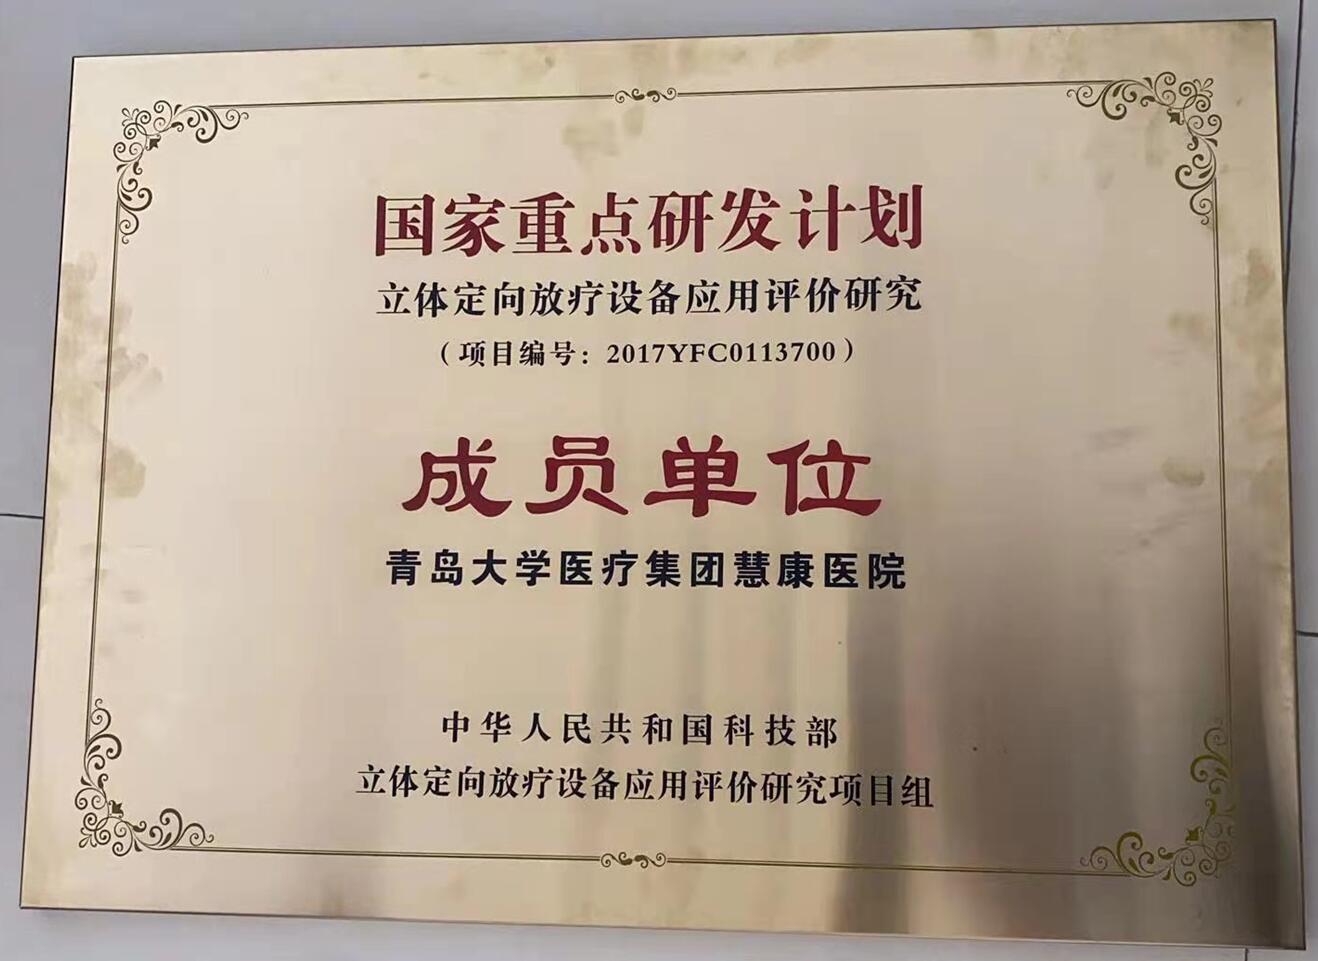 国家重点研发计划
立体定向放疗设备应用评价研究
（项目编号：2017YFC0113700）
成员单位
青岛大学医疗集团慧康医院
中华人民共和国科技部
立体定向放疗设备应用评价研究项目组